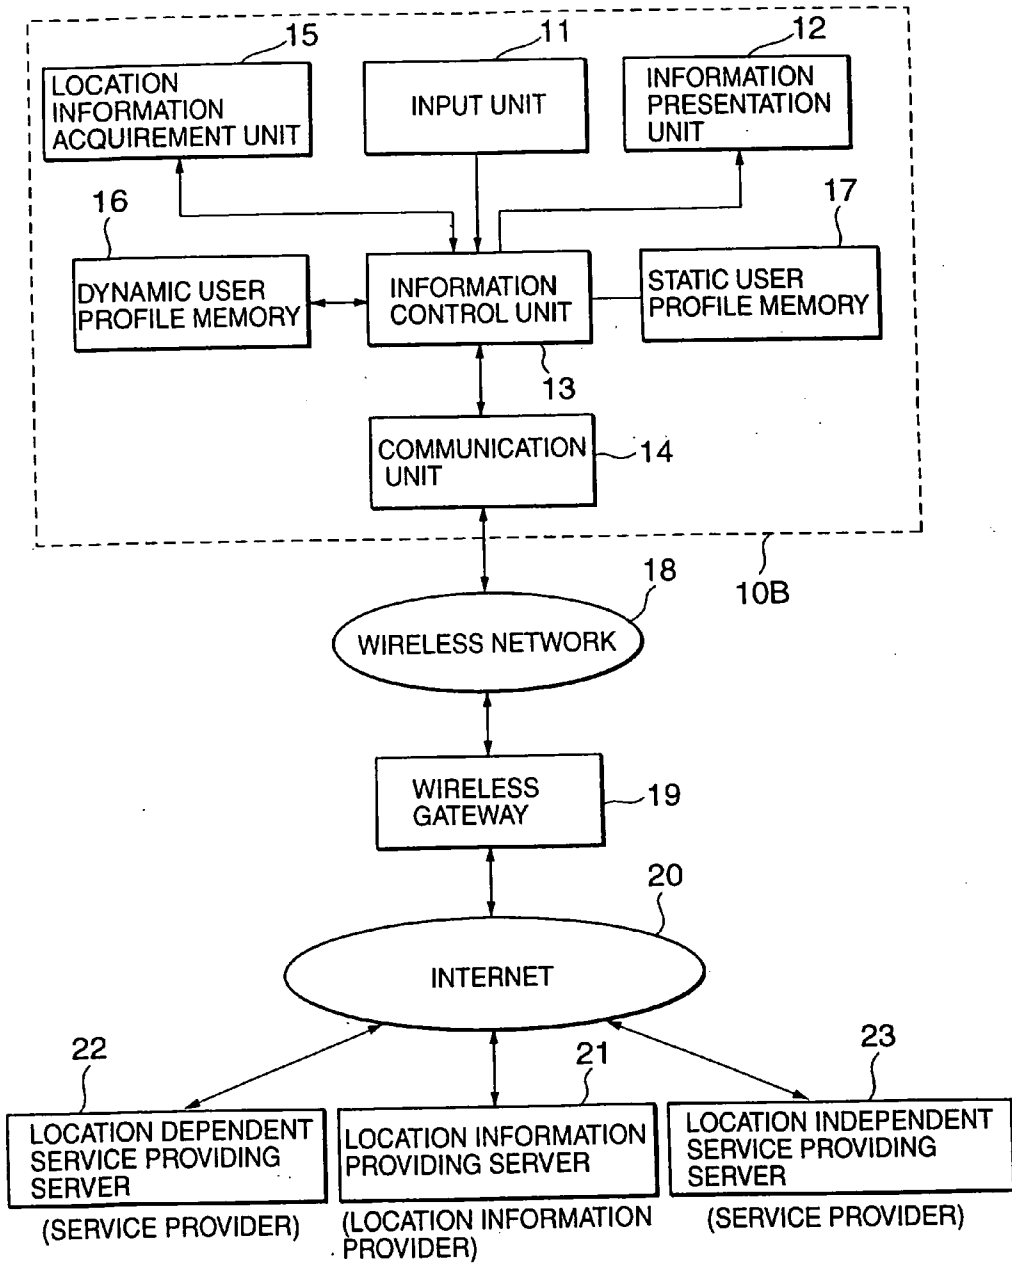 15
11
12
LOCATION
INFORMATION
ACQUIREMENT UNIT
INPUT UNIT
INFORMATION
PRESENTATION
UNIT
16
17
DYNAMIC USER
PROFILE MEMORY
INFORMATION
CONTROL UNIT
STATIC USER
PROFILE MEMORY
13
COMMUNICATION
UNIT
14
10B
18
WIRELESS NETWORK
WIRELESS
GATEWAY
19
20
INTERNET
22
21
23
LOCATION DEPENDENT
SERVICE PROVIDING
SERVER
(SERVICE PROVIDER)
LOCATION INFORMATION
PROVIDING SERVER
(LOCATION INFORMATION
PROVIDER)
LOCATION INDEPENDENT
SERVICE PROVIDING
SERVER
(SERVICE PROVIDER)